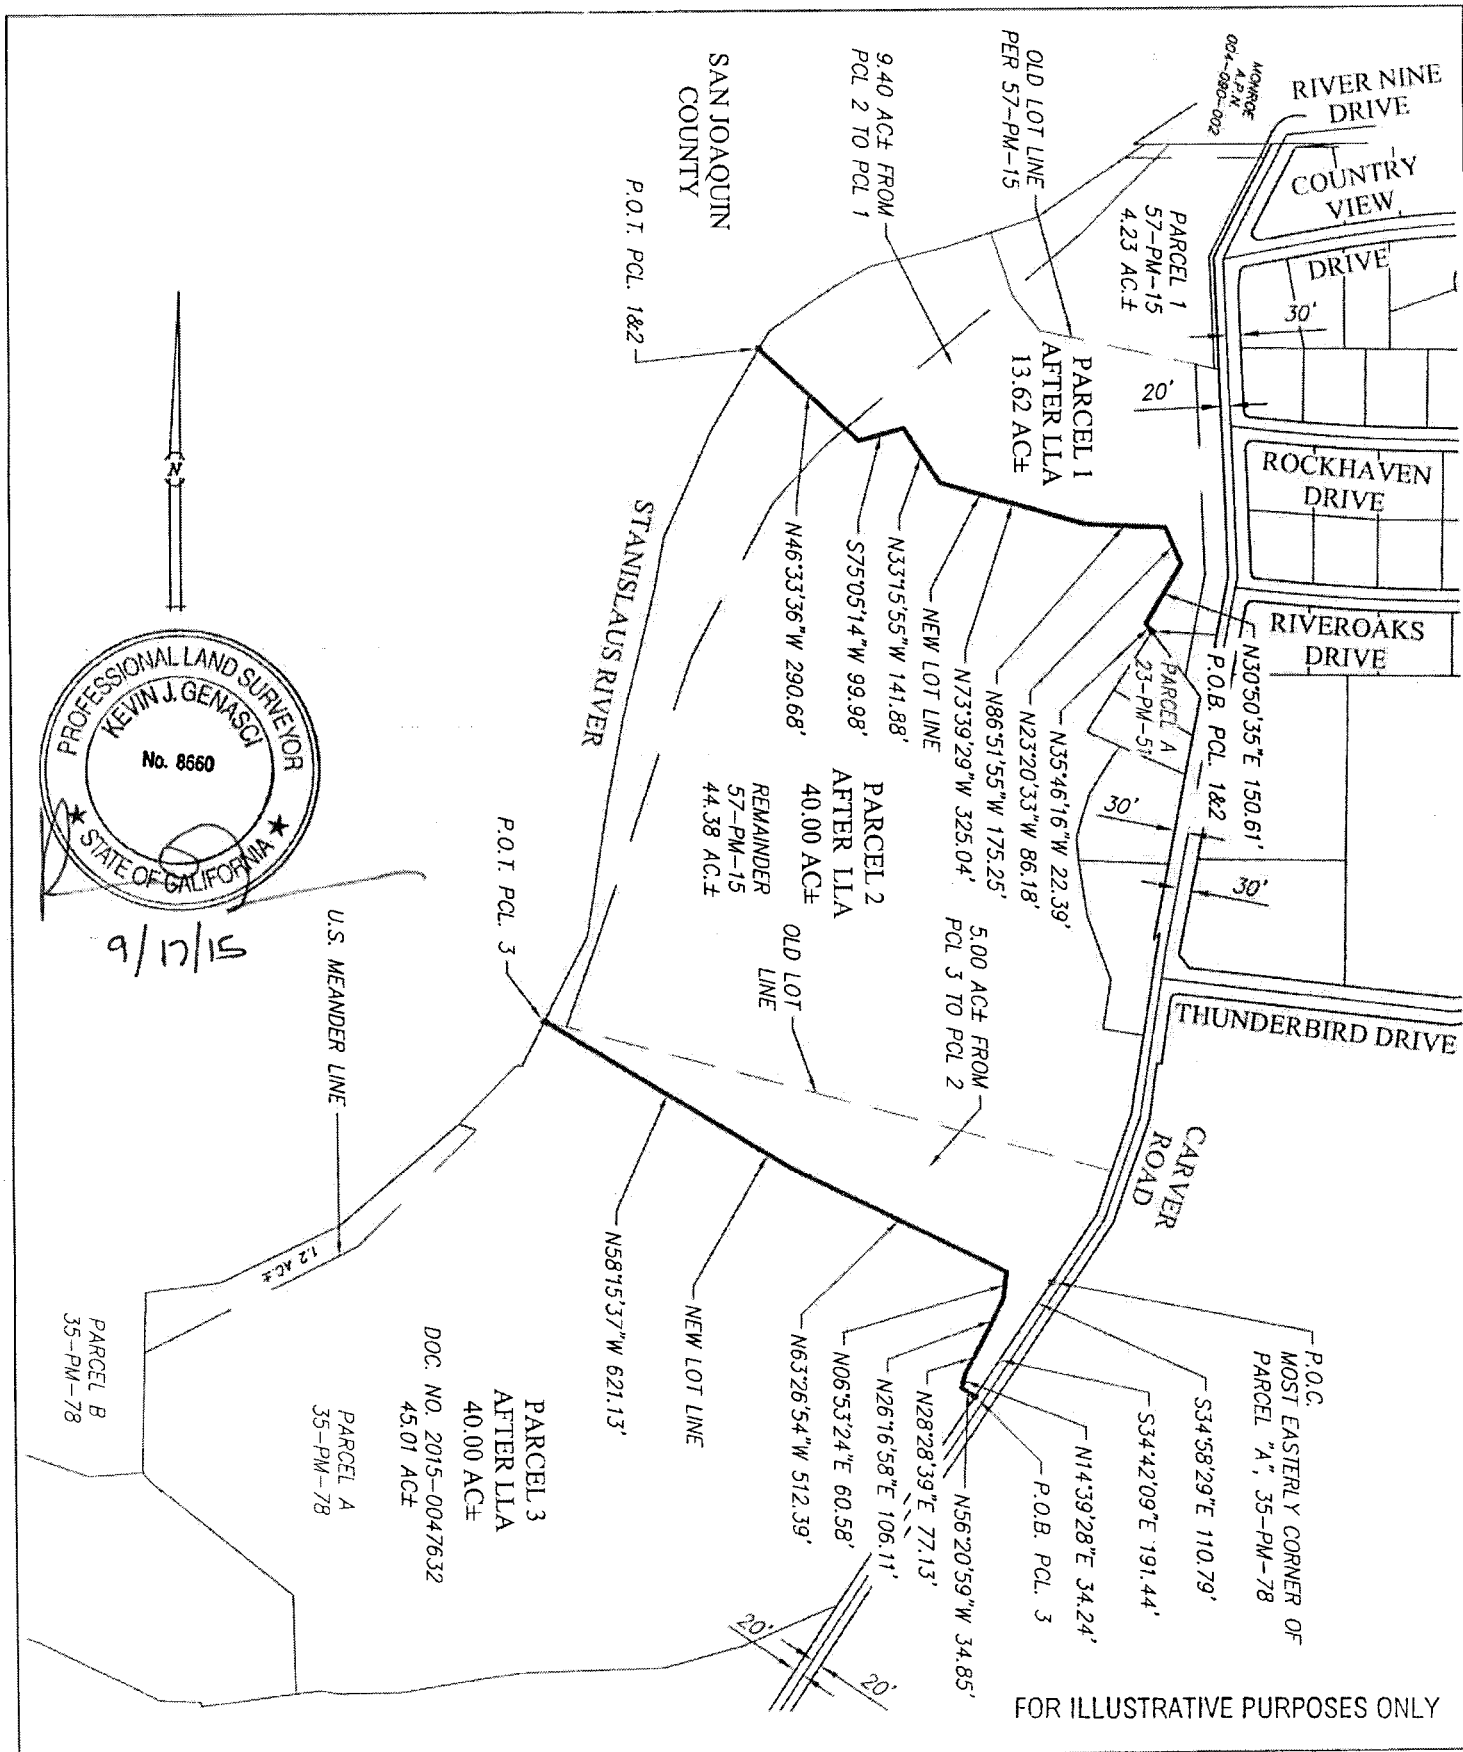 RIVER NINE
DRIVE
COUNTRY
VIEW
DRIVE
ROCKHAVEN
DRIVE
RIVEROAKS
DRIVE
THUNDERBIRD DRIVE
CARVER
ROAD
MONROE
A.P.N.
004-080-002
OLD LOT LINE
PER 57-PM-15
9.40 AC± FROM
PCL 2 TO PCL 1
SAN JOAQUIN
COUNTY
P.O.T. PCL. 1&2
PARCEL 1
57-PM-15
4.23 AC.±
30'
20'
PARCEL 1
AFTER LLA
13.62 AC±
N30°50'35"E 150.61'
P.O.B. PCL. 1&2
PARCEL A
23-PM-51
N35°46'16"W 22.39'
N23°20'33"W 86.18'
N86°51'55"W 175.25'
N73°39'29"W 325.04'
NEW LOT LINE
N33°15'55"W 141.88'
S75°05'14"W 99.98'
N46°33'36"W 290.68'
STANISLAUS RIVER
30'
30'
PARCEL 2
AFTER LLA
40.00 AC±
REMAINDER
57-PM-15
44.38 AC.±
5.00 AC± FROM
PCL 3 TO PCL 2
OLD LOT
LINE
P.O.T. PCL. 3
U.S. MEANDER LINE
P.O.C.
MOST EASTERLY CORNER OF
PARCEL "A", 35-PM-78
S34°58'29"E 110.79'
S34°42'09"E 191.44'
P.O.B. PCL. 3
N14°39'28"E 34.24'
N56°20'59"W 34.85'
N28°28'39"E 77.13'
N26°16'58"E 106.11'
N06°53'24"E 60.58'
N63°26'54"W 512.39'
NEW LOT LINE
N58°15'37"W 621.13'
PARCEL 3
AFTER LLA
40.00 AC±
DOC. NO. 2015-0047632
45.01 AC±
PARCEL A
35-PM-78
1.2 AC.±
PARCEL B
35-PM-78
20'
20'
N
PROFESSIONAL LAND SURVEYOR
KEVIN J. GENASCI
No. 8660
STATE OF CALIFORNIA
9/17/15
FOR ILLUSTRATIVE PURPOSES ONLY